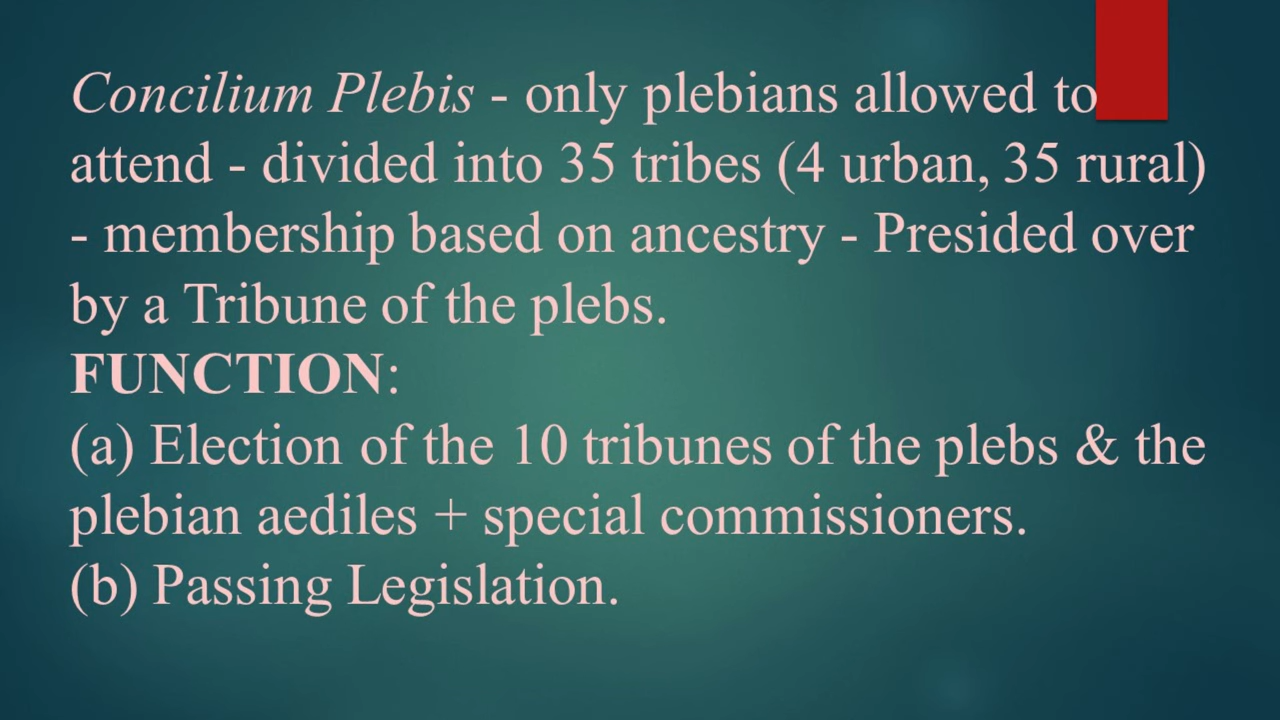 Concilium Plebis - only plebians allowed to
attend - divided into 35 tribes (4 urban, 35 rural)
- membership based on ancestry - Presided over
by a Tribune of the plebs.
FUNCTION:
(a) Election of the 10 tribunes of the plebs & the
plebian aediles + special commissioners.
(b) Passing Legislation.